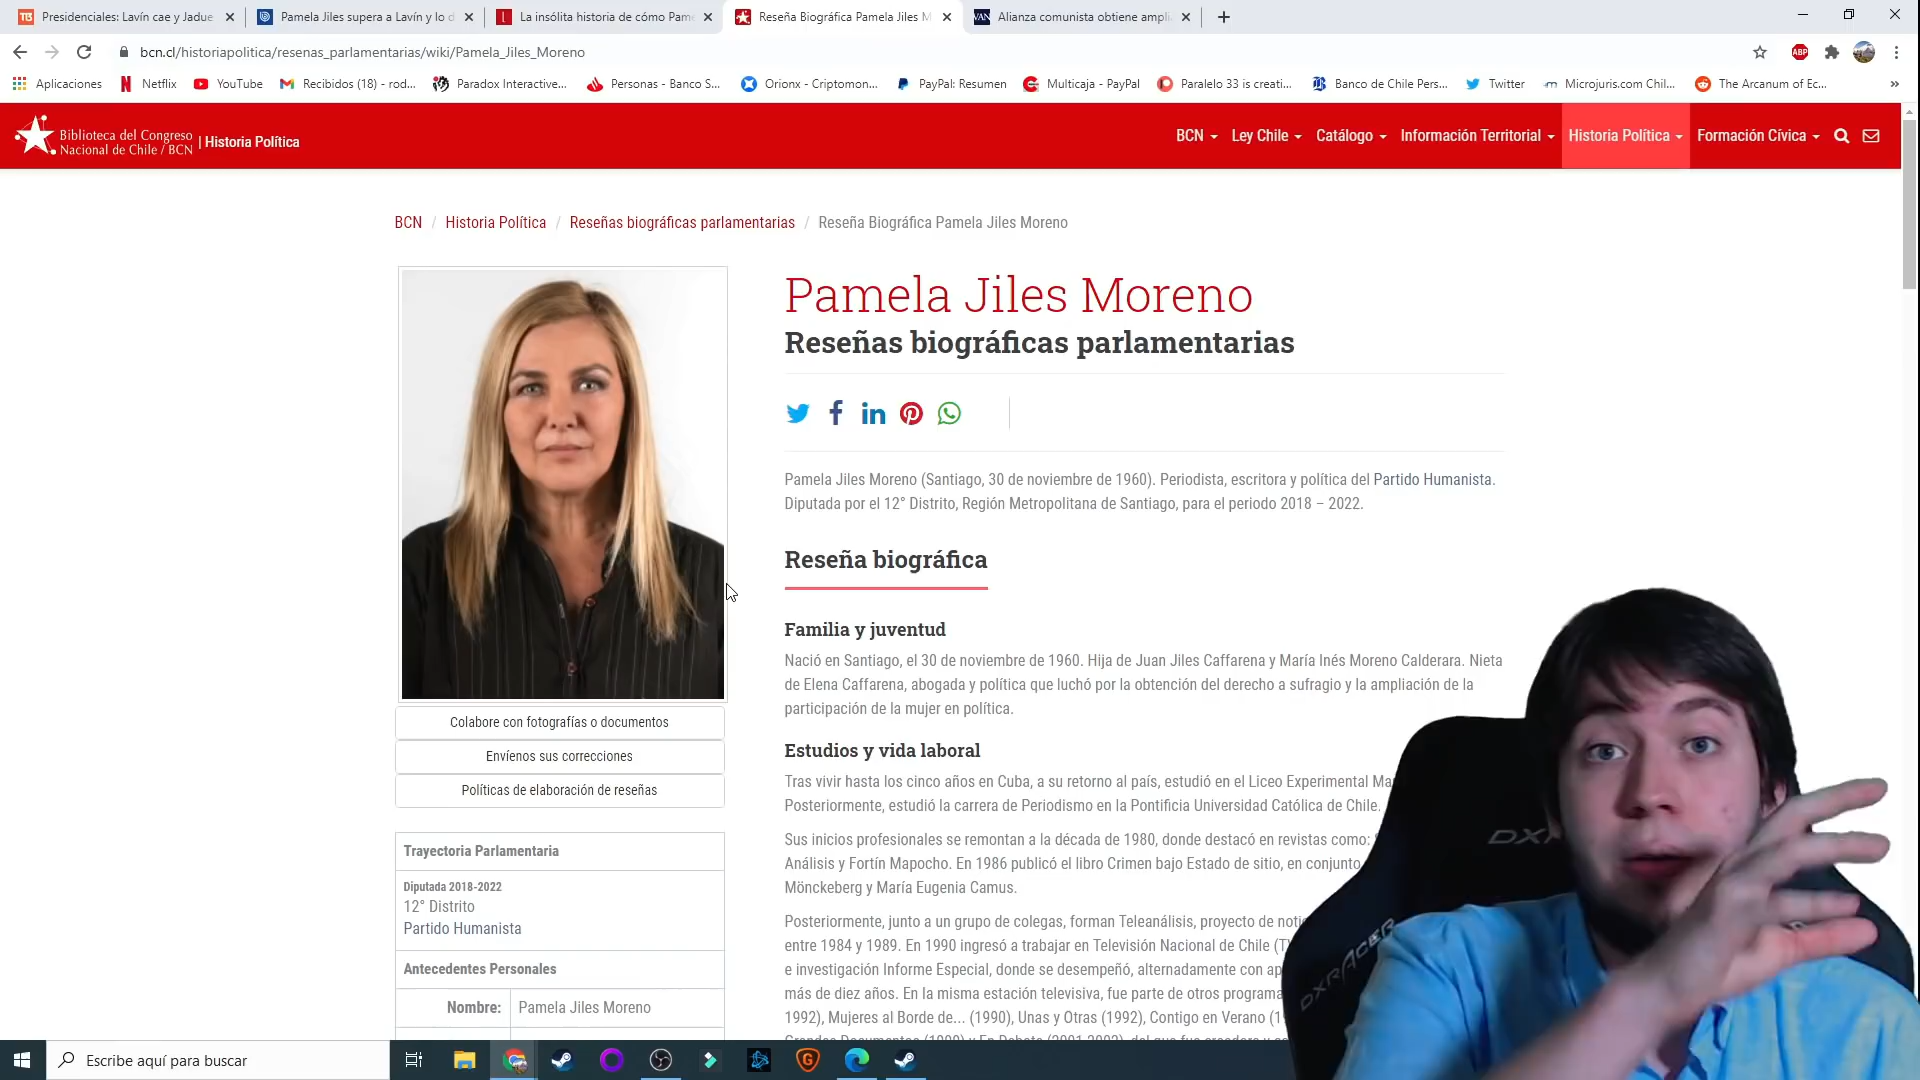 Presidenciales: Lavín cae y Jadue
Pamela Jiles supera a Lavín y lo d
La insólita historia de cómo Pam
Reseña Biográfica Pamela Jiles M
Alianza comunista obtiene ampli
bcn.cl/historiapolitica/resenas_parlamentarias/wiki/Pamela_Jiles_Moreno
ABP
Aplicaciones
Netflix
YouTube
Recibidos (18) - rod...
Paradox Interactive...
Personas - Banco S...
Orionx - Criptomon...
PayPal: Resumen
Multicaja - PayPal
Paralelo 33 is creati...
Banco de Chile Pers...
Twitter
Microjuris.com Chil...
The Arcanum of Ec...
»
Biblioteca del Congreso
Nacional de Chile / BCN | Historia Política
BCN
Ley Chile
Catálogo
Información Territorial
Historia Política
Formación Cívica
BCN / Historia Política / Reseñas biográficas parlamentarias / Reseña Biográfica Pamela Jiles Moreno
Pamela Jiles Moreno
Reseñas biográficas parlamentarias
Pamela Jiles Moreno (Santiago, 30 de noviembre de 1960). Periodista, escritora y política del Partido Humanista.
Diputada por el 12° Distrito, Región Metropolitana de Santiago, para el periodo 2018 – 2022.
Reseña biográfica
Familia y juventud
Nació en Santiago, el 30 de noviembre de 1960. Hija de Juan Jiles Caffarena y María Inés Moreno Calderara. Nieta
de Elena Caffarena, abogada y política que luchó por la obtención del derecho a sufragio y la ampliación de la
participación de la mujer en política.
Estudios y vida laboral
Tras vivir hasta los cinco años en Cuba, a su retorno al país, estudió en el Liceo Experimental Ma
Posteriormente, estudió la carrera de Periodismo en la Pontificia Universidad Católica de Chile.
Sus inicios profesionales se remontan a la década de 1980, donde destacó en revistas como:
Análisis y Fortín Mapocho. En 1986 publicó el libro Crimen bajo Estado de sitio, en conjunto
Mönckeberg y María Eugenia Camus.
Posteriormente, junto a un grupo de colegas, forman Teleanálisis, proyecto de noti
entre 1984 y 1989. En 1990 ingresó a trabajar en Televisión Nacional de Chile (T
e investigación Informe Especial, donde se desempeñó, alternadamente con ap
más de diez años. En la misma estación televisiva, fue parte de otros programa
1992), Mujeres al Borde de... (1990), Unas y Otras (1992), Contigo en Verano (1
Colabore con fotografías o documentos
Envíenos sus correcciones
Políticas de elaboración de reseñas
Trayectoria Parlamentaria
Diputada 2018-2022
12° Distrito
Partido Humanista
Antecedentes Personales
Nombre: Pamela Jiles Moreno
DXRACER
Escribe aquí para buscar